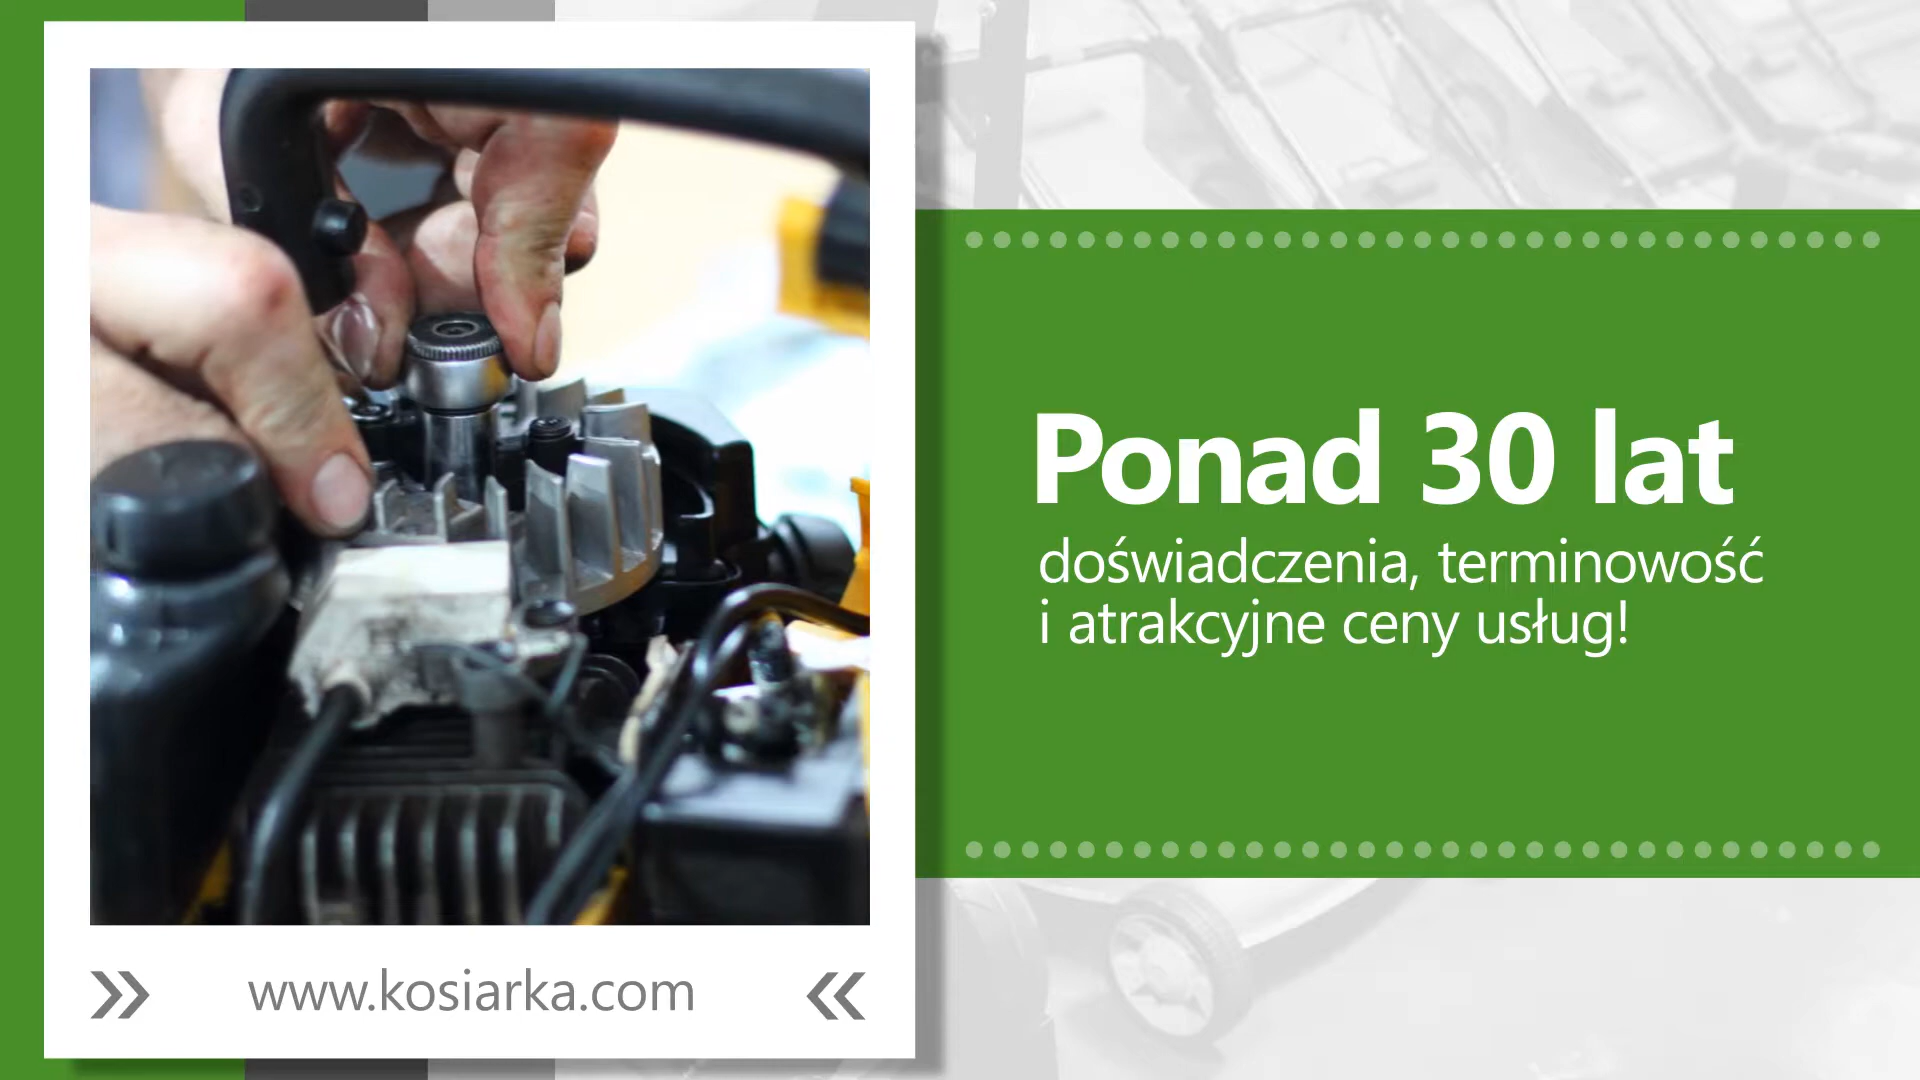 Ponad 30 lat
doświadczenia, terminowość
i atrakcyjne ceny usług!
www.kosiarka.com